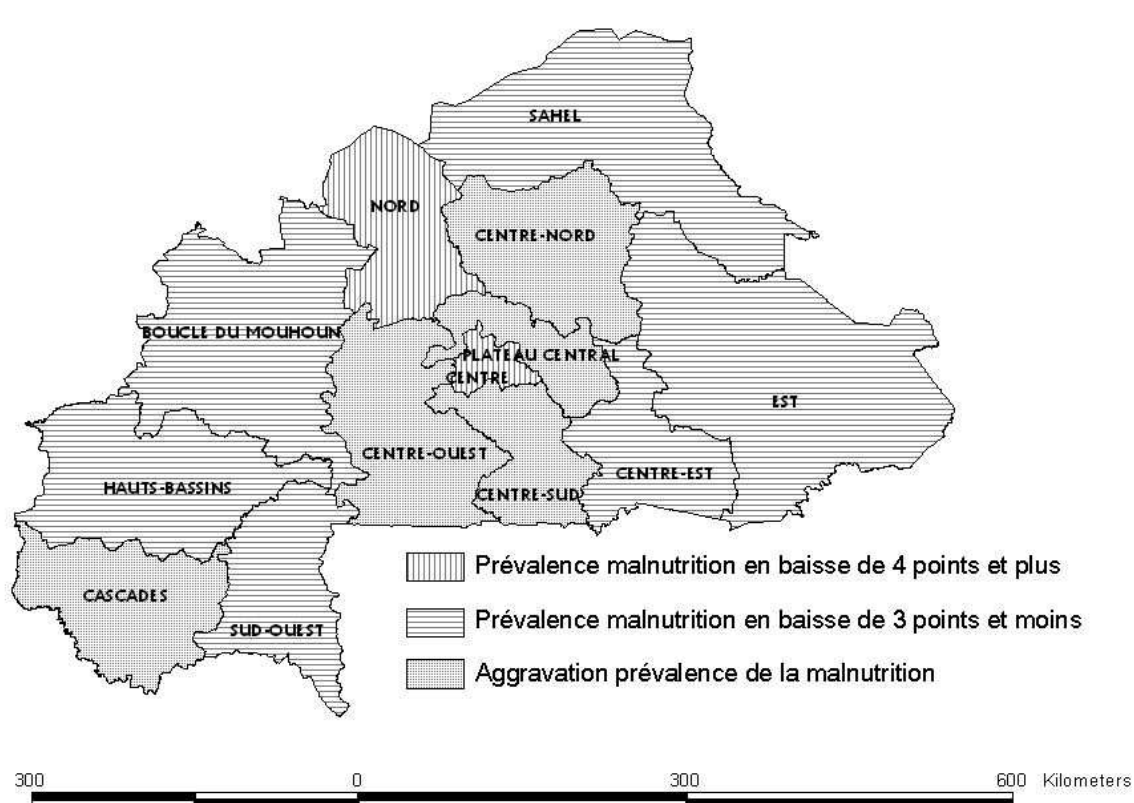 SAHEL
NORD
CENTRE-NORD
BOUCLE DU MOUHOUN
PLATEAU CENTRAL
CENTRE
EST
CENTRE-OUEST
CENTRE-EST
HAUTS-BASSINS
CENTRE-SUD
CASCADES
SUD-OUEST
Prévalence malnutrition en baisse de 4 points et plus
Prévalence malnutrition en baisse de 3 points et moins
Aggravation prévalence de la malnutrition
300 0 300 600 Kilometers